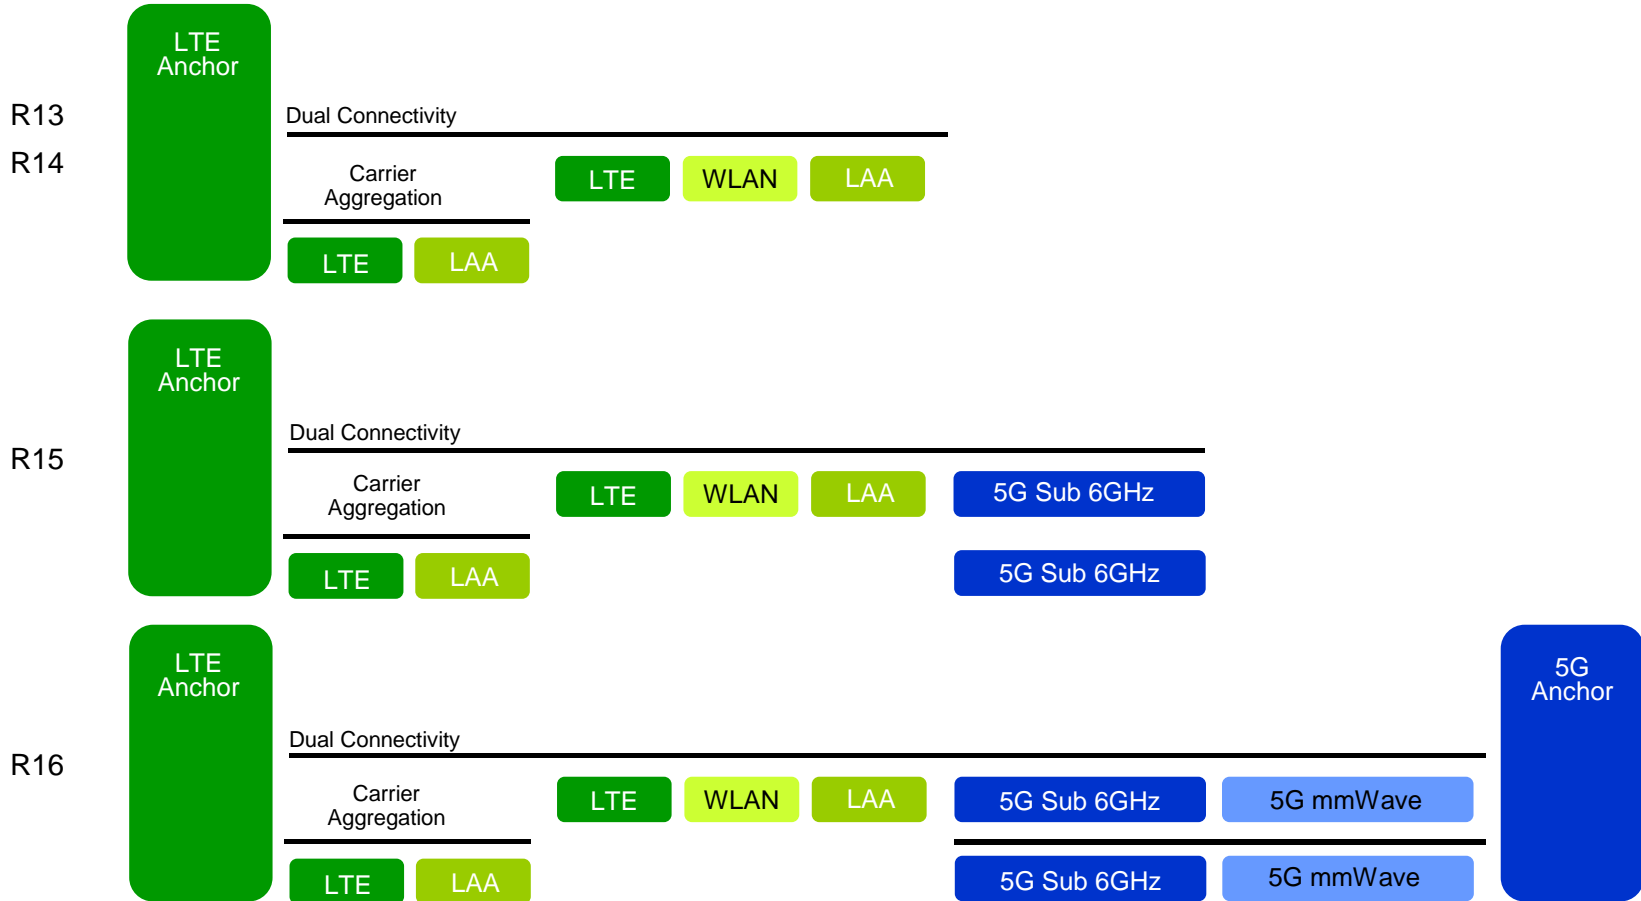 LTE
Anchor
R13
Dual Connectivity
R14
Carrier
Aggregation
LTE
WLAN
LAA
LTE
LAA
LTE
Anchor
R15
Dual Connectivity
Carrier
Aggregation
LTE
WLAN
LAA
5G Sub 6GHz
LTE
LAA
5G Sub 6GHz
LTE
Anchor
5G
Anchor
R16
Dual Connectivity
Carrier
Aggregation
LTE
WLAN
LAA
5G Sub 6GHz
5G mmWave
LTE
LAA
5G Sub 6GHz
5G mmWave